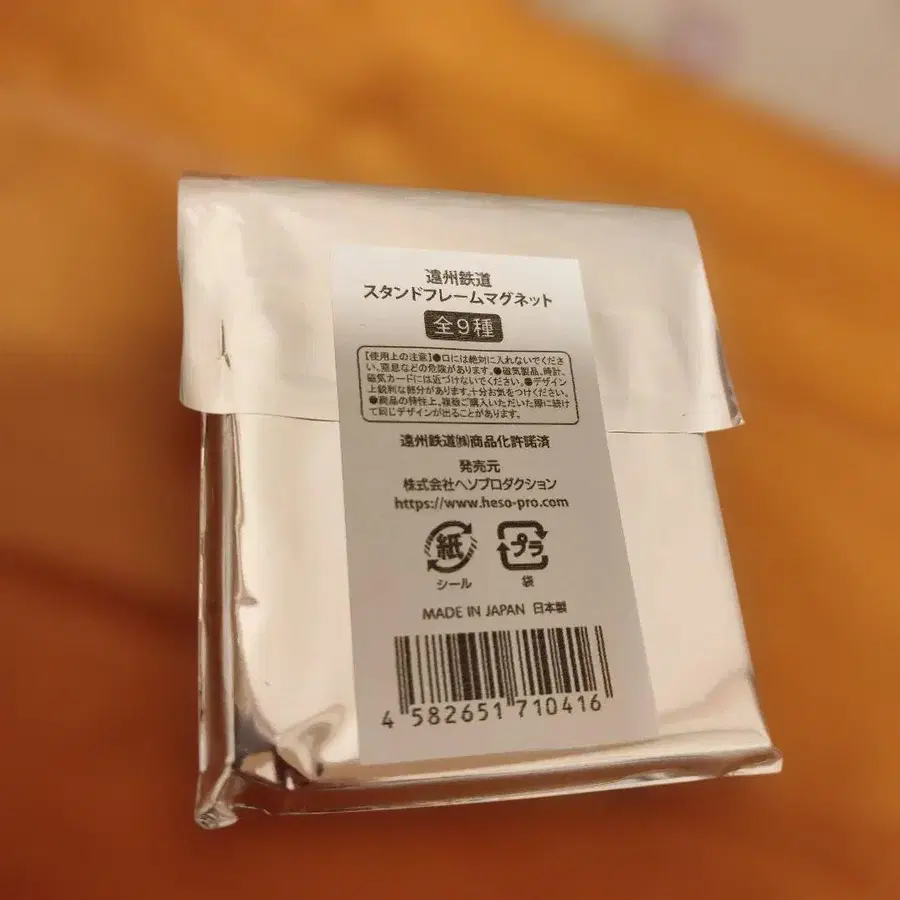 遠州鉄道
スタンドフレームマグネット
全9種
【使用上の注意】●口には絶対に入れないでくださ
い。窒息などの危険があります。●磁気製品、時計、
磁気カードには近づけないでください。●デザイン
上鋭利な部分があります。十分お気をつけください。
●商品の特性上、複数ご購入いただいた際に続け
て同じデザインが出ることがあります。
遠州鉄道㈱商品化許諾済
発売元
株式会社ヘソプロダクション
https://www.heso-pro.com
紙 プラ
シール 袋
MADE IN JAPAN 日本製
4 582651 710416